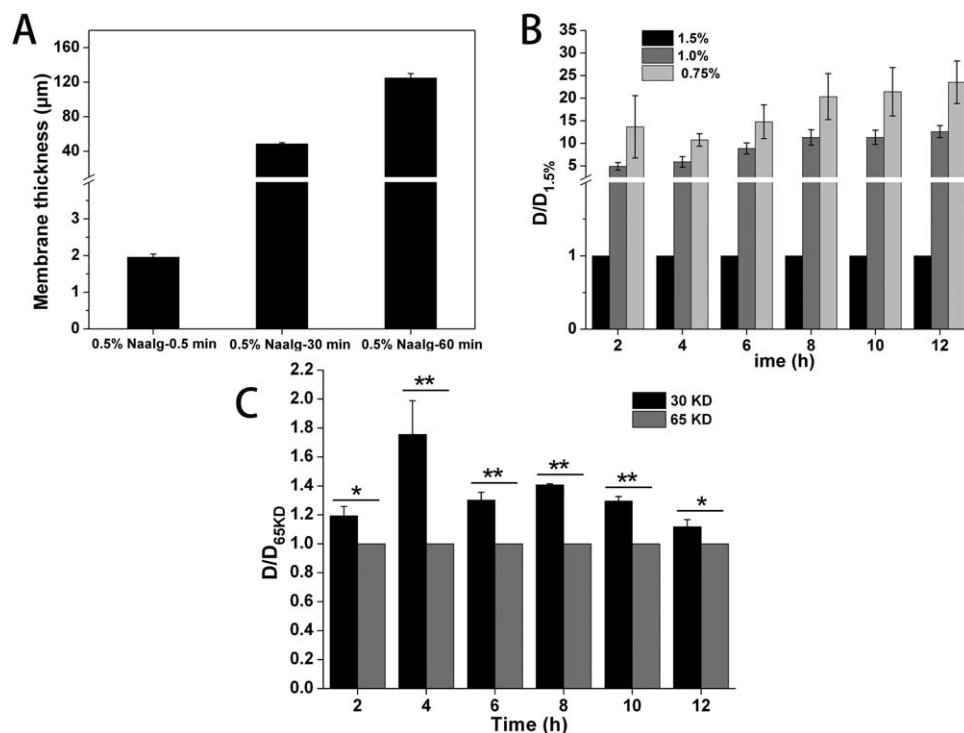 A
Membrane thickness (μm)
160
120
80
40
4
3
2
1
0
0.5% Naalg-0.5 min 0.5% Naalg-30 min 0.5% Naalg-60 min
B
D/D1.5%
35
30
25
20
15
10
5
1
0
1.5%
1.0%
0.75%
2 4 6 8 10 12
ime (h)
C
D/D65KD
2.2
2.0
1.8
1.6
1.4
1.2
1.0
0.8
0.6
0.4
0.2
0.0
30 KD
65 KD
* ** ** ** ** *
2 4 6 8 10 12
Time (h)